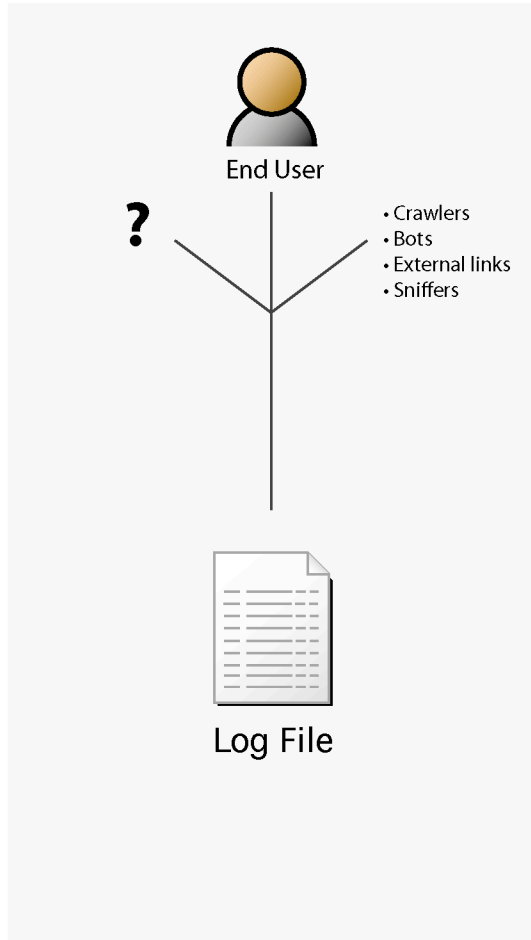 End User
?
• Crawlers
• Bots
• External links
• Sniffers
Log File